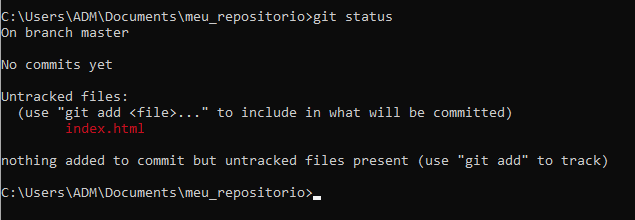 C:\Users\ADM\Documents\meu_repositorio>git status
On branch master
No commits yet
Untracked files:
(use "git add <file>..." to include in what will be committed)
index.html
nothing added to commit but untracked files present (use "git add" to track)
C:\Users\ADM\Documents\meu_repositorio>